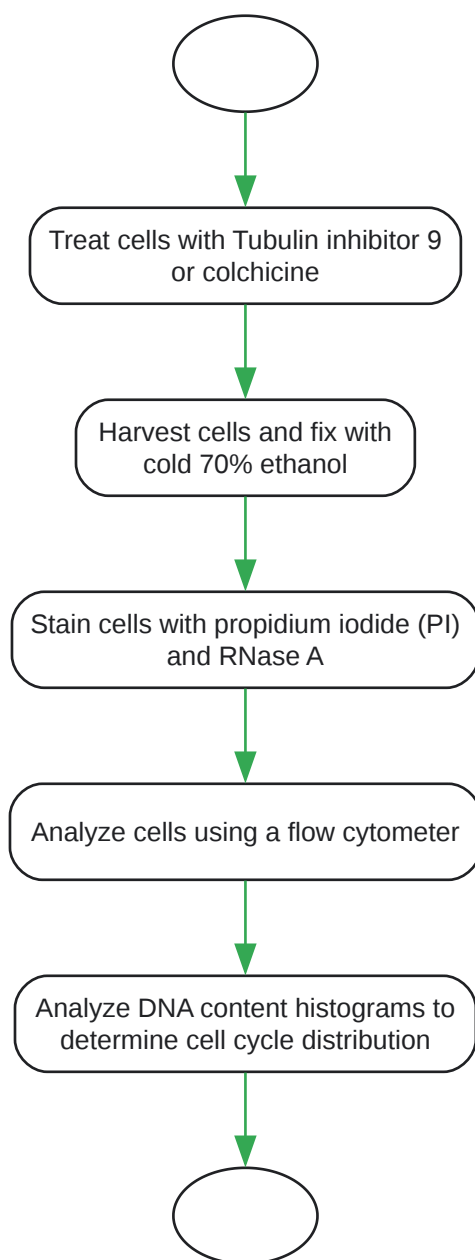 Treat cells with Tubulin inhibitor 9
or colchicine
Harvest cells and fix with
cold 70% ethanol
Stain cells with propidium iodide (PI)
and RNase A
Analyze cells using a flow cytometer
Analyze DNA content histograms to
determine cell cycle distribution